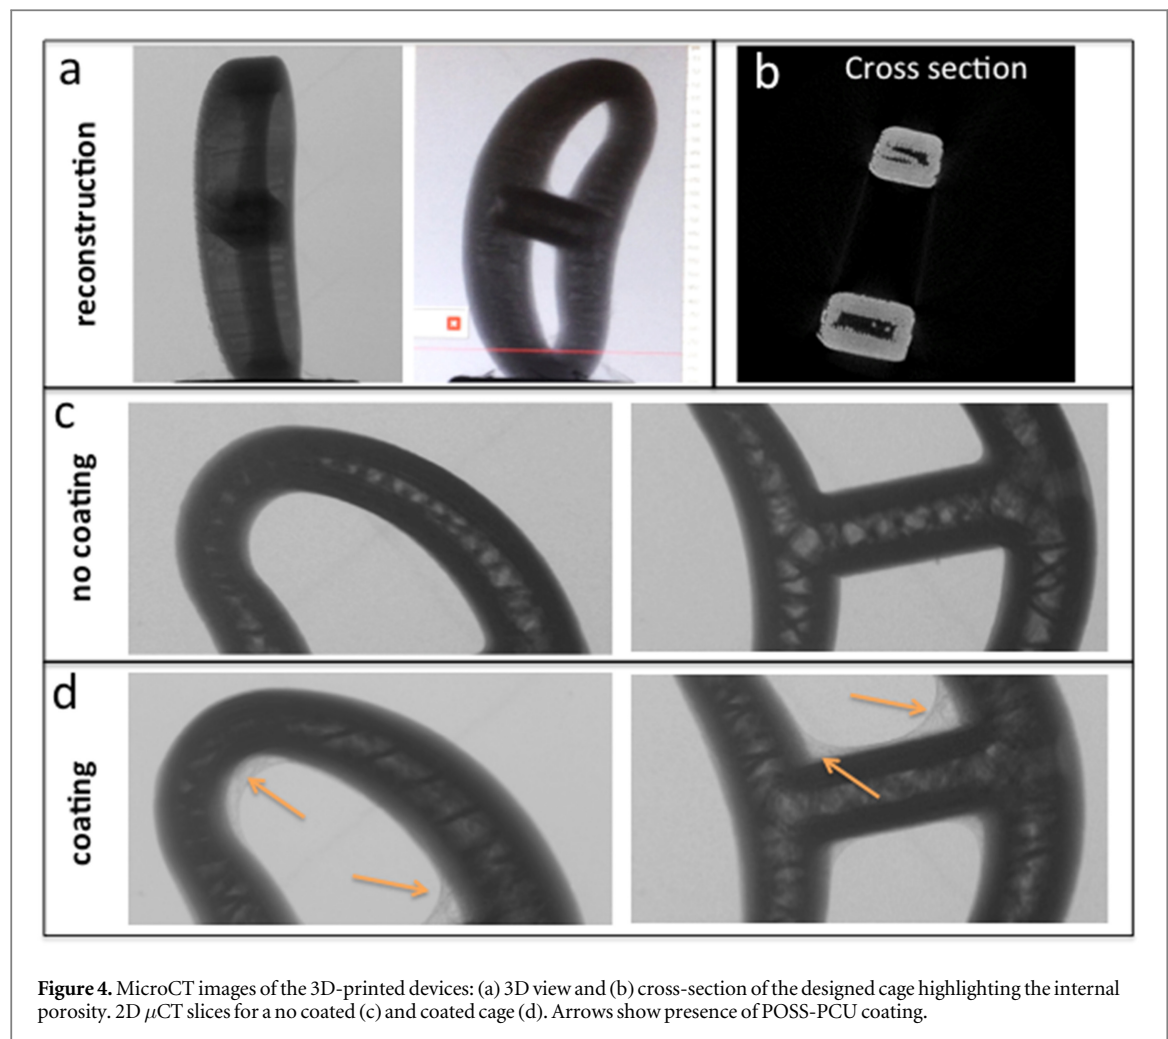 a
reconstruction
b
Cross section
c
no coating
d
coating
Figure 4. MicroCT images of the 3D-printed devices: (a) 3D view and (b) cross-section of the designed cage highlighting the internal
porosity. 2D μCT slices for a no coated (c) and coated cage (d). Arrows show presence of POSS-PCU coating.